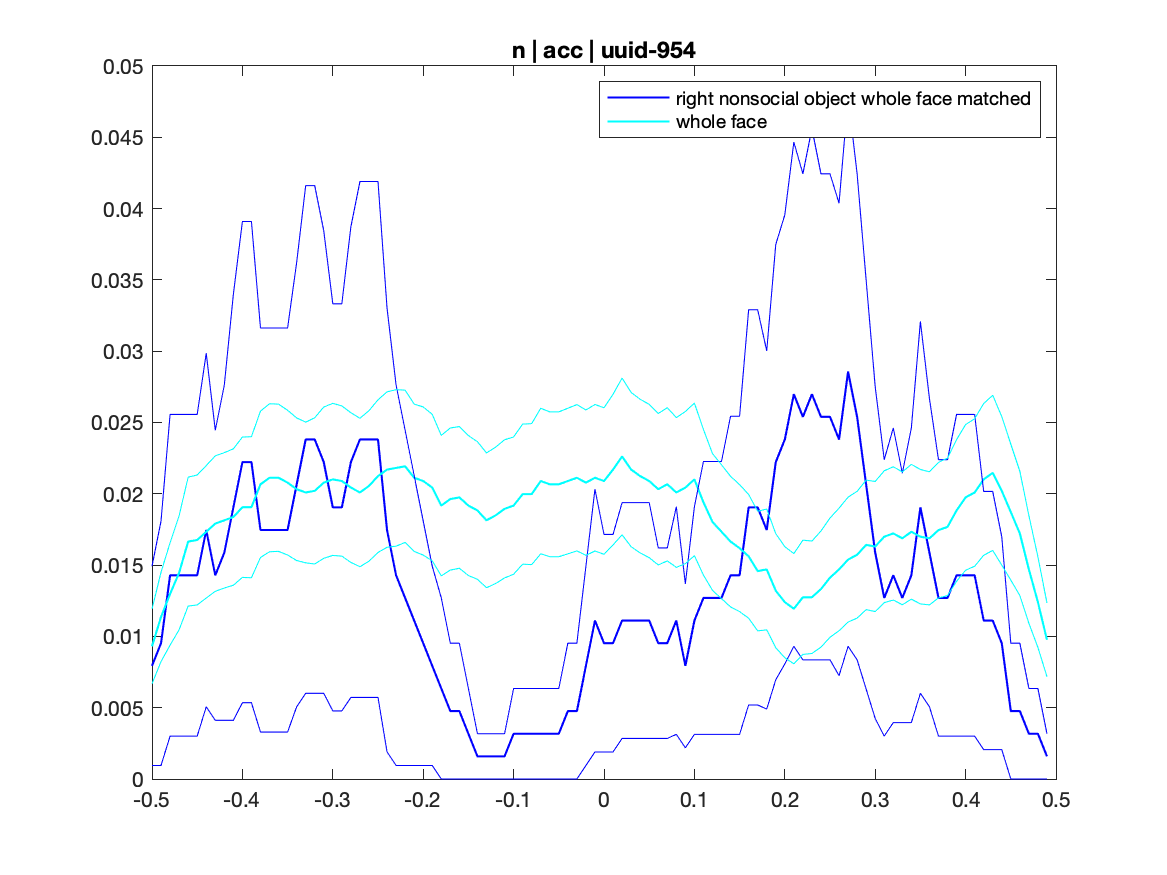 n | acc | uuid-954
right nonsocial object whole face matched
whole face
0.05
0.045
0.04
0.035
0.03
0.025
0.02
0.015
0.01
0.005
0
-0.5 -0.4 -0.3 -0.2 -0.1 0 0.1 0.2 0.3 0.4 0.5